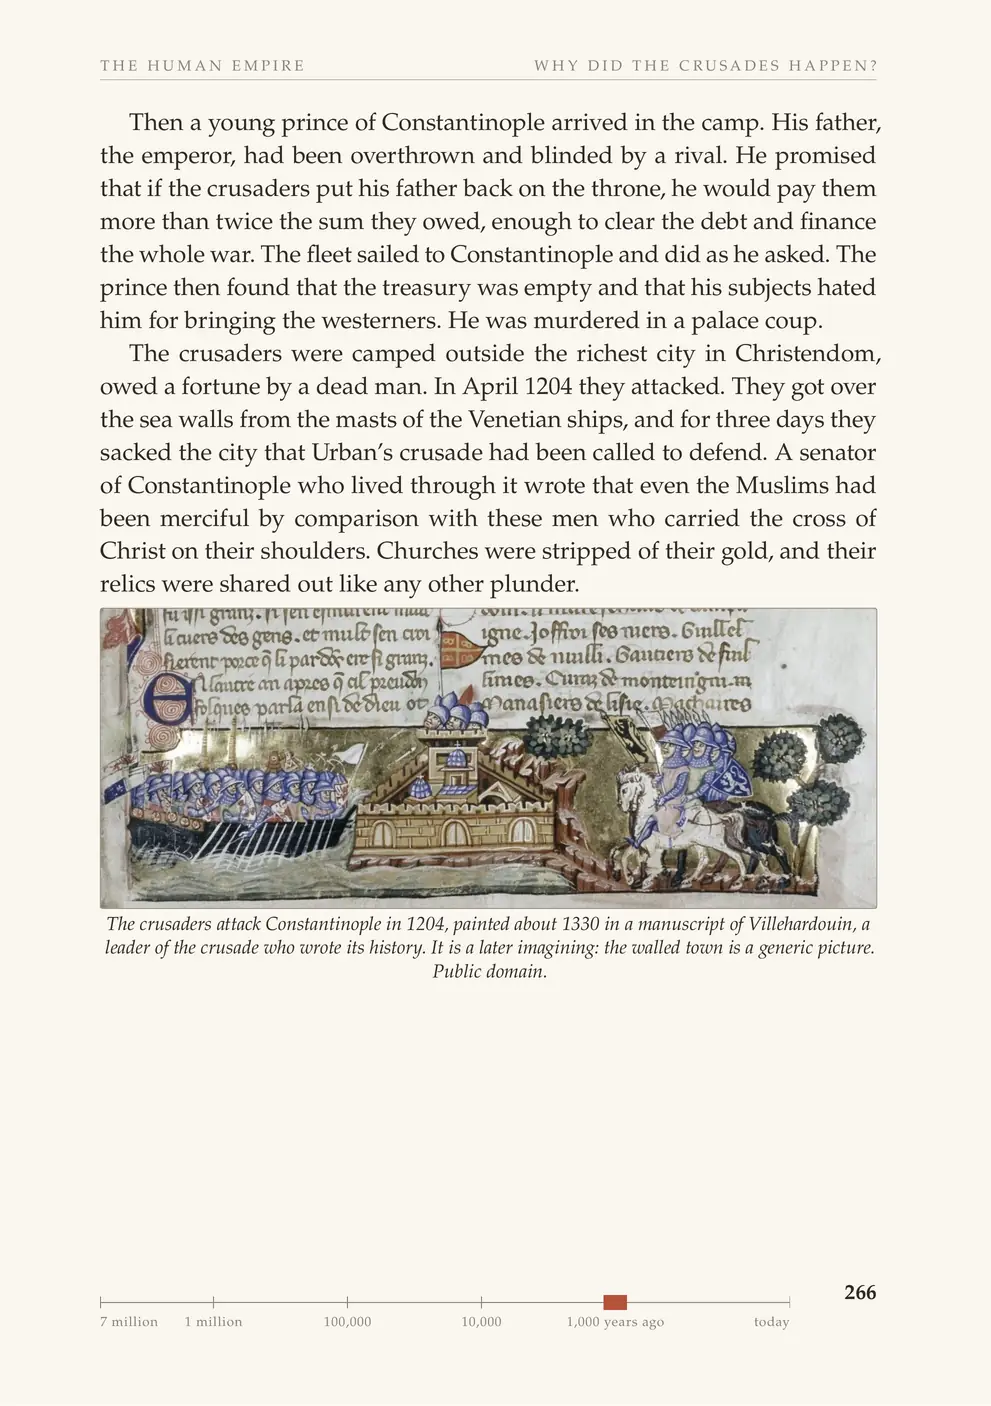 THE HUMAN EMPIRE
WHY DID THE CRUSADES HAPPEN?
Then a young prince of Constantinople arrived in the camp. His father,
the emperor, had been overthrown and blinded by a rival. He promised
that if the crusaders put his father back on the throne, he would pay them
more than twice the sum they owed, enough to clear the debt and finance
the whole war. The fleet sailed to Constantinople and did as he asked. The
prince then found that the treasury was empty and that his subjects hated
him for bringing the westerners. He was murdered in a palace coup.
The crusaders were camped outside the richest city in Christendom,
owed a fortune by a dead man. In April 1204 they attacked. They got over
the sea walls from the masts of the Venetian ships, and for three days they
sacked the city that Urban’s crusade had been called to defend. A senator
of Constantinople who lived through it wrote that even the Muslims had
been merciful by comparison with these men who carried the cross of
Christ on their shoulders. Churches were stripped of their gold, and their
relics were shared out like any other plunder.
The crusaders attack Constantinople in 1204, painted about 1330 in a manuscript of Villehardouin, a
leader of the crusade who wrote its history. It is a later imagining: the walled town is a generic picture.
Public domain.
266
7 million 1 million 100,000 10,000 1,000 years ago today